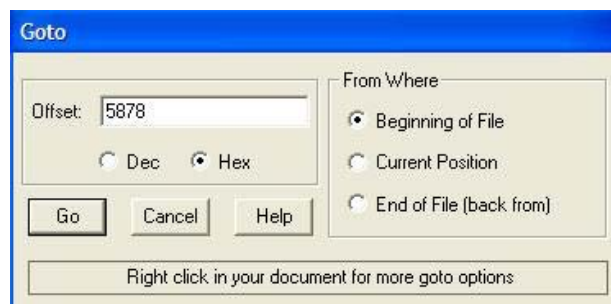 Goto
Offset: 5878
Dec Hex
Go Cancel Help
From Where
Beginning of File
Current Position
End of File (back from)
Right click in your document for more goto options